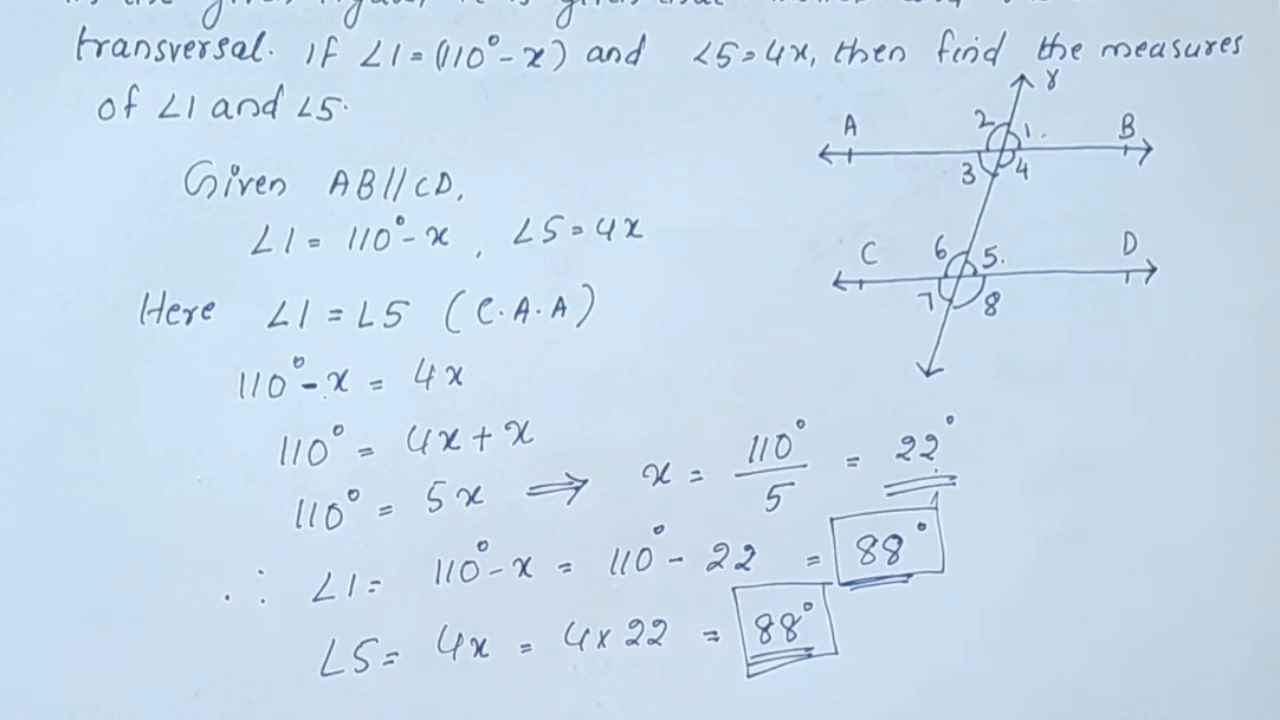 transversal. If ∠1 = (110° - x) and ∠5 = 4x, then find the measures
of ∠1 and ∠5.
Given AB//CD,
∠1 = 110° - x , ∠5 = 4x
Here ∠1 = ∠5 (C.A.A)
110° - x = 4x
110° = 4x + x
110° = 5x ⟹ x = 110°/5 = 22°
∴ ∠1 = 110° - x = 110° - 22 = 88°
∠5 = 4x = 4 x 22 = 88°
r
A 2 1. B
3 4
C 6 5. D
7 8